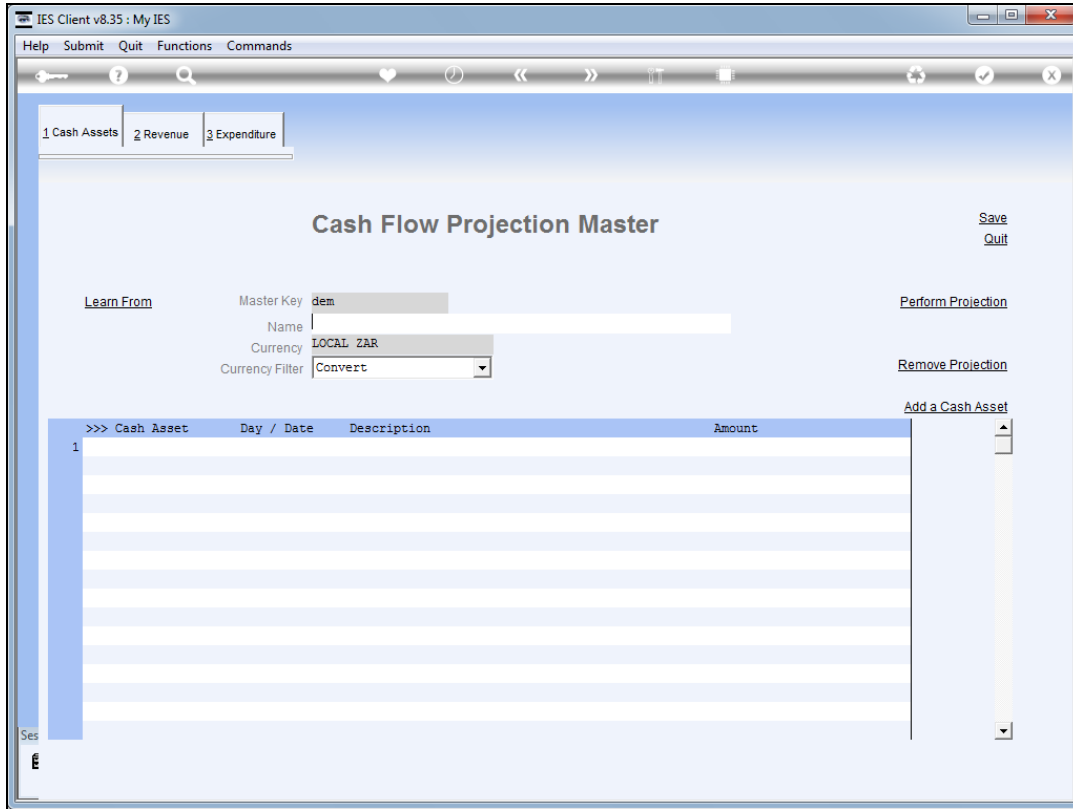 IES Client v8.35 : My IES
Help Submit Quit Functions Commands
1 Cash Assets 2 Revenue 3 Expenditure
Cash Flow Projection Master
Save
Quit
Learn From Master Key dem Perform Projection
Name
Currency LOCAL ZAR
Currency Filter Convert Remove Projection
Add a Cash Asset
>>> Cash Asset Day / Date Description Amount
1
Ses